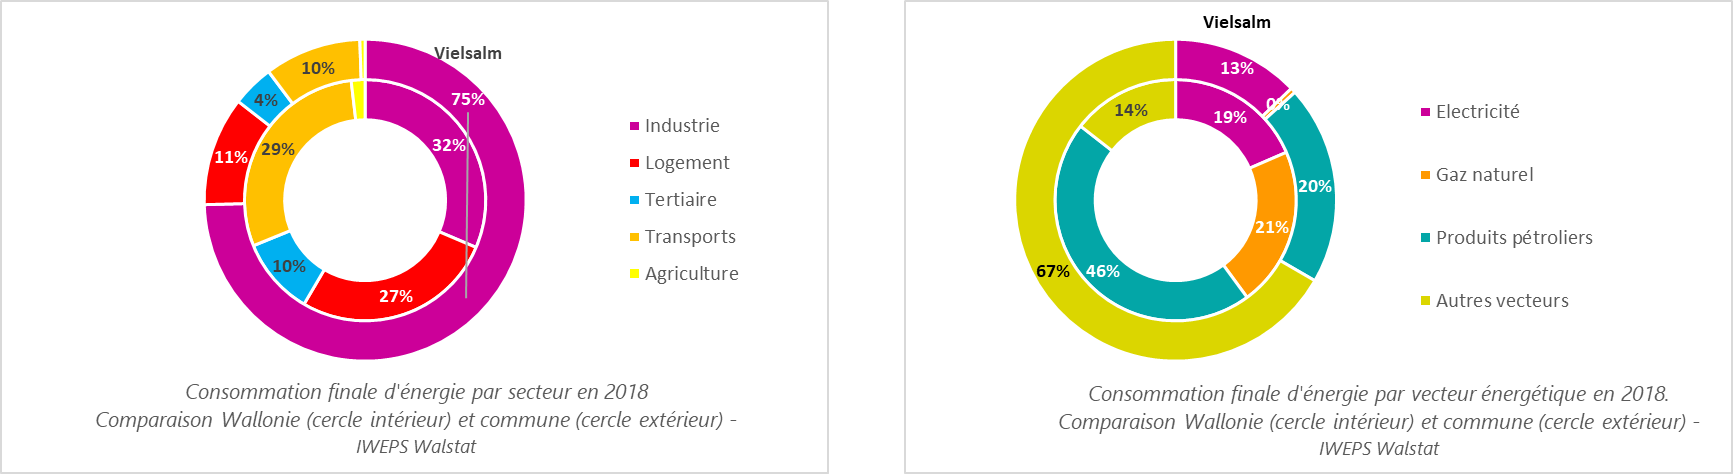 Vielsalm
10%
4%
75%
11%
29%
32%
10%
27%
Industrie
Logement
Tertiaire
Transports
Agriculture
Consommation finale d'énergie par secteur en 2018
Comparaison Wallonie (cercle intérieur) et commune (cercle extérieur) -
IWEPS Walstat
Vielsalm
13%
0%
14%
19%
20%
21%
67%
46%
Electricité
Gaz naturel
Produits pétroliers
Autres vecteurs
Consommation finale d'énergie par vecteur énergétique en 2018.
Comparaison Wallonie (cercle intérieur) et commune (cercle extérieur) -
IWEPS Walstat